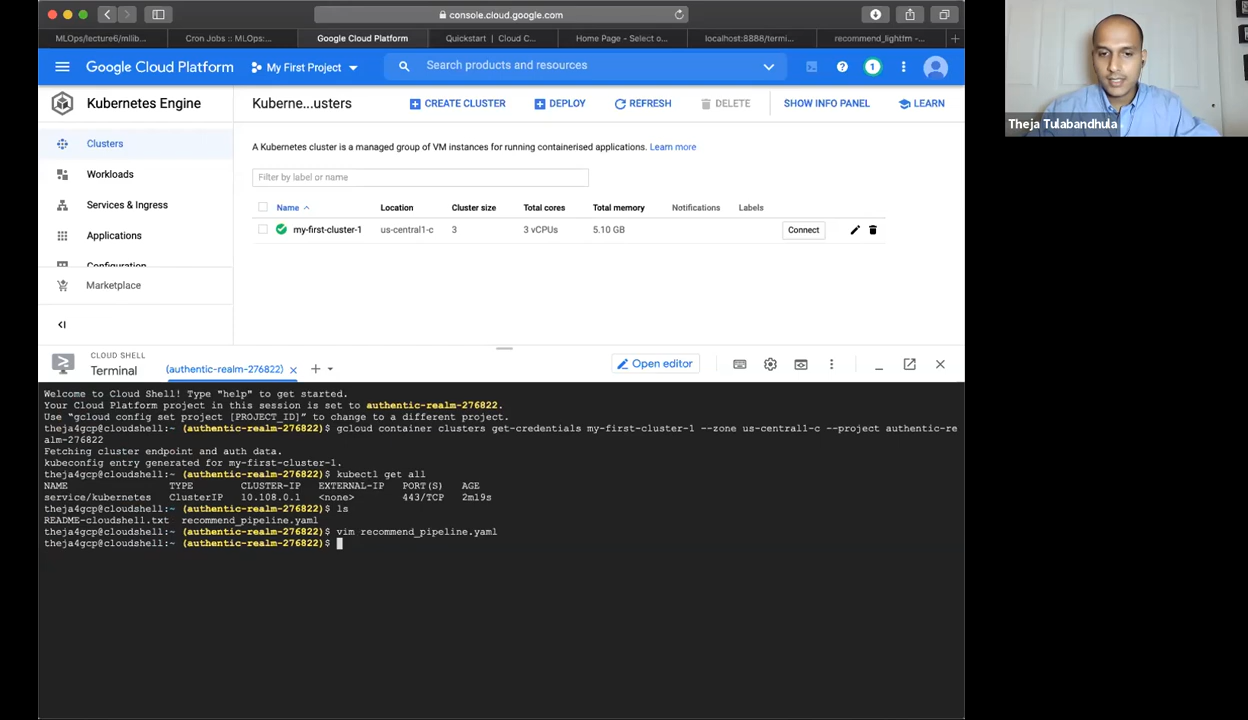 console.cloud.google.com
MLOps/lecture6/mllib...
Cron Jobs :: MLOps:...
Google Cloud Platform
Quickstart | Cloud C...
Home Page - Select o...
localhost:8888/termi...
recommend_lightfm -...
Google Cloud Platform
My First Project
Search products and resources
1
Theja Tulabandhula
Kubernetes Engine
Kuberne...usters
CREATE CLUSTER
DEPLOY
REFRESH
DELETE
SHOW INFO PANEL
LEARN
Clusters
Workloads
Services & Ingress
Applications
Configuration
Marketplace
A Kubernetes cluster is a managed group of VM instances for running containerised applications. Learn more
Filter by label or name
Name Location Cluster size Total cores Total memory Notifications Labels
my-first-cluster-1 us-central1-c 3 3 vCPUs 5.10 GB Connect
CLOUD SHELL
Terminal
(authentic-realm-276822)
Open editor
Welcome to Cloud Shell! Type "help" to get started.
Your Cloud Platform project in this session is set to authentic-realm-276822.
Use "gcloud config set project [PROJECT_ID]" to change to a different project.
theja4gcp@cloudshell:~ (authentic-realm-276822)$ gcloud container clusters get-credentials my-first-cluster-1 --zone us-central1-c --project authentic-re
alm-276822
Fetching cluster endpoint and auth data.
kubeconfig entry generated for my-first-cluster-1.
theja4gcp@cloudshell:~ (authentic-realm-276822)$ kubectl get all
NAME TYPE CLUSTER-IP EXTERNAL-IP PORT(S) AGE
service/kubernetes ClusterIP 10.108.0.1 <none> 443/TCP 2m19s
theja4gcp@cloudshell:~ (authentic-realm-276822)$ ls
README-cloudshell.txt recommend_pipeline.yaml
theja4gcp@cloudshell:~ (authentic-realm-276822)$ vim recommend_pipeline.yaml
theja4gcp@cloudshell:~ (authentic-realm-276822)$